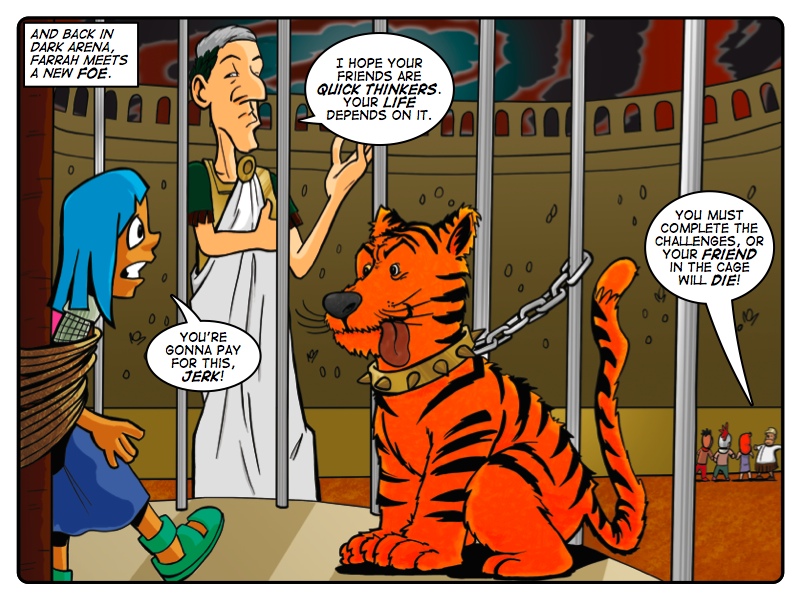 AND BACK IN
DARK ARENA,
FARRAH MEETS
A NEW FOE.
I HOPE YOUR
FRIENDS ARE
QUICK THINKERS.
YOUR LIFE
DEPENDS ON IT.
YOU'RE
GONNA PAY
FOR THIS,
JERK!
YOU MUST
COMPLETE THE
CHALLENGES, OR
YOUR FRIEND
IN THE CAGE
WILL DIE!